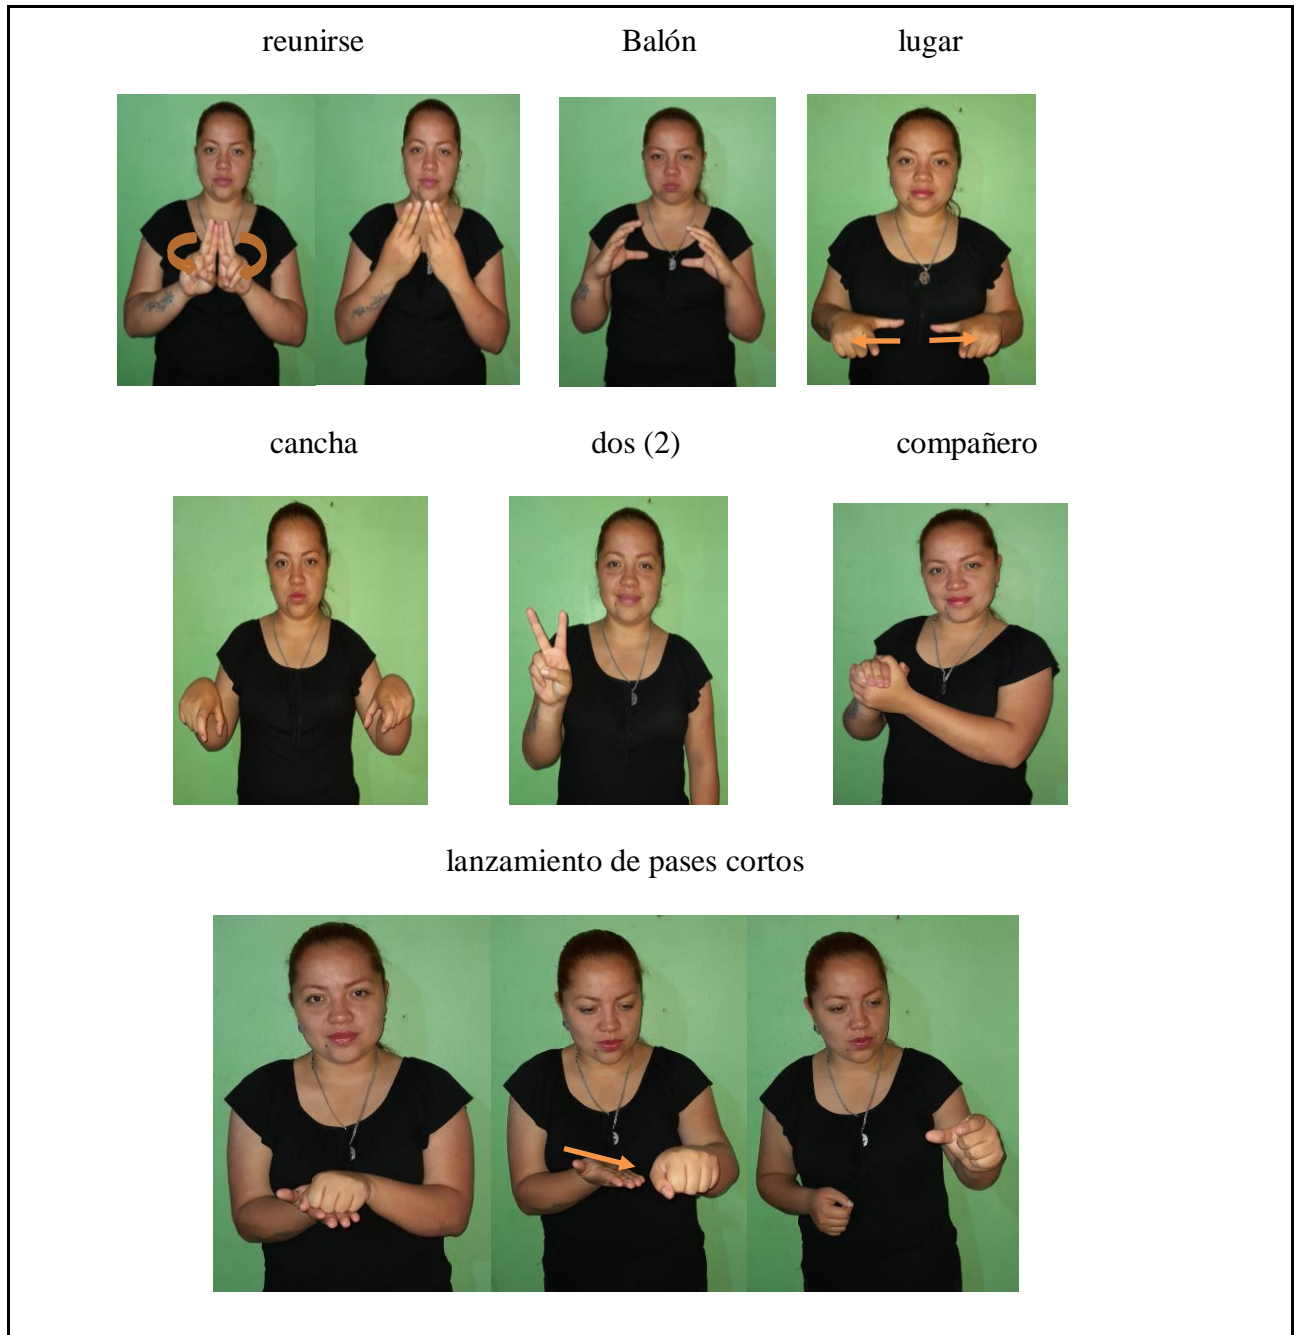 reunirse Balón lugar
cancha dos (2) compañero
lanzamiento de pases cortos